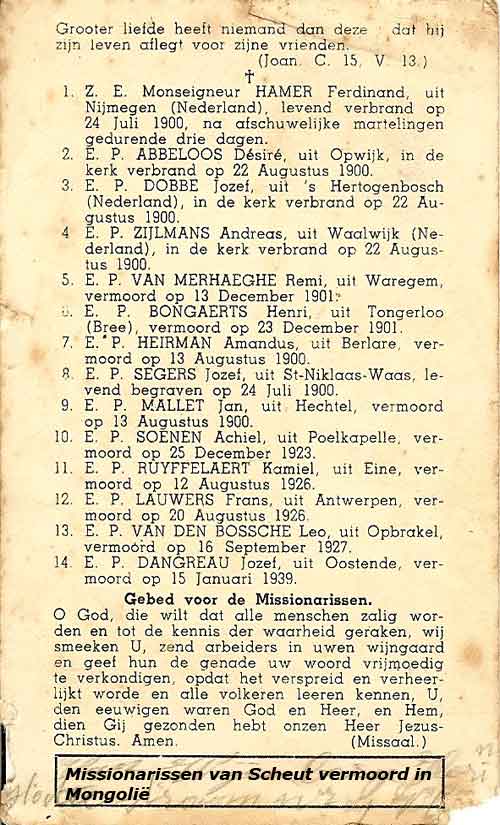 Grooter liefde heeft niemand dan deze : dat hij
zijn leven aflegt voor zijne vrienden.
(Joan. C. 15, V 13.)
†
1. Z. E. Monseigneur HAMER Ferdinand, uit
Nijmegen (Nederland), levend verbrand op
24 Juli 1900, na afschuwelijke martelingen
gedurende drie dagen.
2. E. P. ABBELOOS Désiré, uit Opwijk, in de
kerk verbrand op 22 Augustus 1900.
3. E. P. DOBBE Jozef, uit 's Hertogenbosch
(Nederland), in de kerk verbrand op 22 Au-
gustus 1900.
4 E. P. ZIJLMANS Andreas, uit Waalwijk (Ne-
derland), in de kerk verbrand op 22 Augus-
tus 1900.
5. E. P. VAN MERHAEGHE Remi, uit Waregem,
vermoord op 13 December 1901.
6. E. P. BONGAERTS Henri, uit Tongerloo
(Bree), vermoord op 23 December 1901.
7. E. P. HEIRMAN Amandus, uit Berlare, ver-
moord op 13 Augustus 1900.
8. E. P. SEGERS Jozef, uit St-Niklaas-Waas, le-
vend begraven op 24 Juli 1900.
9. E. P. MALLET Jan, uit Hechtel, vermoord
op 13 Augustus 1900.
10. E. P. SOENEN Achiel, uit Poelkapelle, ver-
moord op 25 December 1923.
11. E. P. RUYFFELAERT Kamiel, uit Eine, ver-
moord op 12 Augustus 1926.
12. E. P. LAUWERS Frans, uit Antwerpen, ver-
moord op 20 Augustus 1926.
13. E. P. VAN DEN BOSSCHE Leo, uit Opbrakel,
vermoord op 16 September 1927.
14. E. P. DANGREAU Jozef, uit Oostende, ver-
moord op 15 Januari 1939.
Gebed voor de Missionarissen.
O God, die wilt dat alle menschen zalig wor-
den en tot de kennis der waarheid geraken, wij
smeeken U, zend arbeiders in uwen wijngaard
en geef hun de genade uw woord vrijmoedig
te verkondigen, opdat het verspreid en verheer-
lijkt worde en alle volkeren leeren kennen, U,
den eeuwigen waren God en Heer, en Hem,
dien Gij gezonden hebt onzen Heer Jezus-
Christus. Amen. (Missaal.)
Missionarissen van Scheut vermoord in
Mongolië